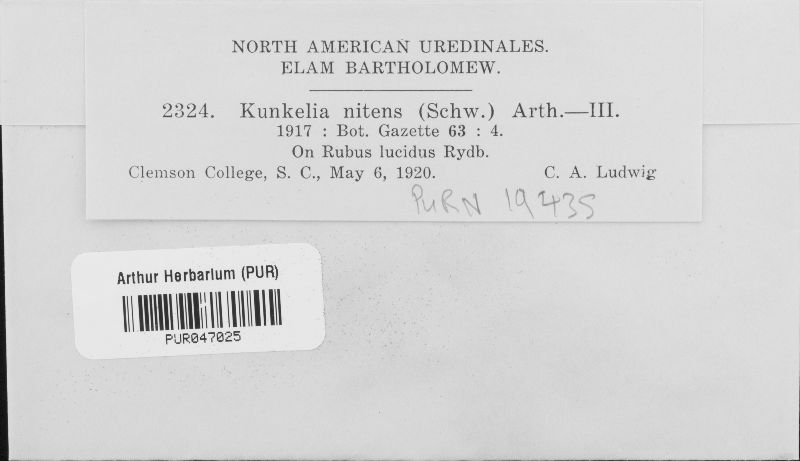 NORTH AMERICAN UREDINALES.
ELAM BARTHOLOMEW.
2324. Kunkelia nitens (Schw.) Arth.—III.
1917 : Bot. Gazette 63 : 4.
On Rubus lucidus Rydb.
Clemson College, S. C., May 6, 1920. C. A. Ludwig
PURN 19435
Arthur Herbarium (PUR)
PUR047025